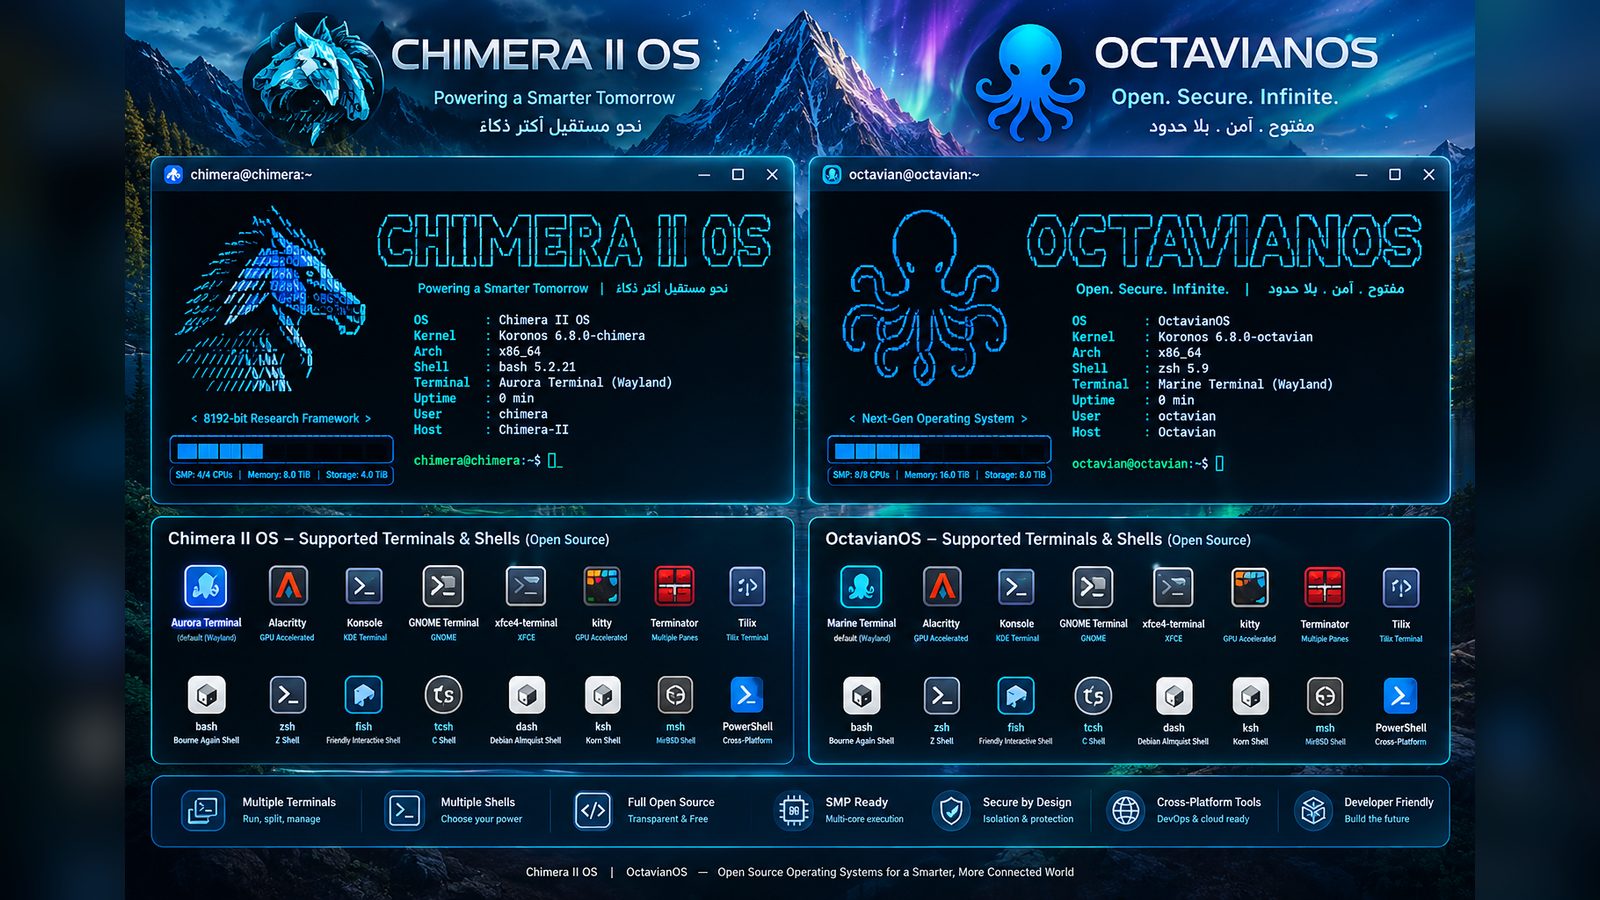 CHIMERA II OS
Powering a Smarter Tomorrow
نحو مستقيل أكتر ذكاءً
OCTAVIANOS
Open. Secure. Infinite.
مفتوح . آمن . بلا حدود
chimera@chimera:~
CHIMERA II OS
Powering a Smarter Tomorrow | نحو مستقيل أكتر ذكاءً
OS : Chimera II OS
Kernel : Koronos 6.8.0-chimera
Arch : x86_64
Shell : bash 5.2.21
Terminal : Aurora Terminal (Wayland)
Uptime : 0 min
User : chimera
Host : Chimera-II
< 8192-bit Research Framework >
SMP: 4/4 CPUs | Memory: 8.0 TiB | Storage: 4.0 TiB
chimera@chimera:~$ _
octavian@octavian:~
OCTAVIANOS
Open. Secure. Infinite. | مفتوح . آمن . بلا حدود
OS : OctavianOS
Kernel : Koronos 6.8.0-octavian
Arch : x86_64
Shell : zsh 5.9
Terminal : Marine Terminal (Wayland)
Uptime : 0 min
User : octavian
Host : Octavian
< Next-Gen Operating System >
SMP: 8/8 CPUs | Memory: 16.0 TiB | Storage: 8.0 TiB
octavian@octavian:~$
Chimera II OS – Supported Terminals & Shells (Open Source)
Aurora Terminal Alacritty Konsole GNOME Terminal xfce4-terminal kitty Terminator Tilix
(default (Wayland) GPU Accelerated KDE Terminal GNOME XFCE GPU Accelerated Multiple Panes Tilix Terminal
bash zsh fish tcsh dash ksh msh PowerShell
Bourne Again Shell Z Shell Friendly Interactive Shell C Shell Debian Almquist Shell Korn Shell MirBSD Shell Cross-Platform
OctavianOS – Supported Terminals & Shells (Open Source)
Marine Terminal Alacritty Konsole GNOME Terminal xfce4-terminal kitty Terminator Tilix
default (Wayland) GPU Accelerated KDE Terminal GNOME XFCE GPU Accelerated Multiple Panes Tilix Terminal
bash zsh fish tcsh dash ksh msh PowerShell
Bourne Again Shell Z Shell Friendly Interactive Shell C Shell Debian Almquist Shell Korn Shell MirBSD Shell Cross-Platform
Multiple Terminals
Run, split, manage
Multiple Shells
Choose your power
Full Open Source
Transparent & Free
SMP Ready
Multi-core execution
Secure by Design
Isolation & protection
Cross-Platform Tools
DevOps & cloud ready
Developer Friendly
Build the future
Chimera II OS | OctavianOS — Open Source Operating Systems for a Smarter, More Connected World